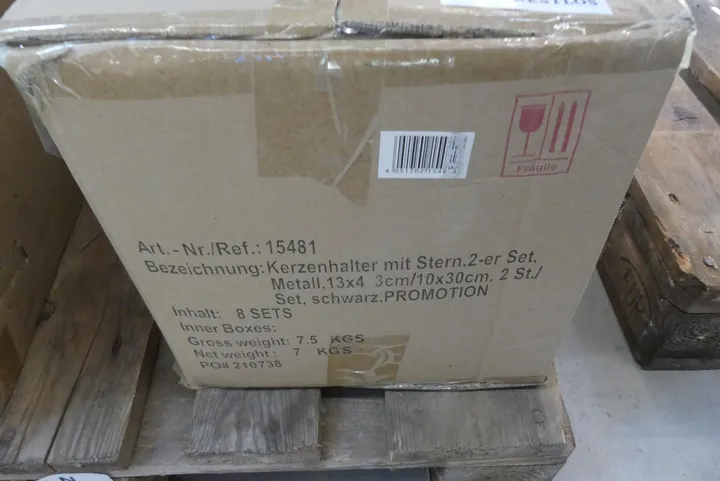 Fragile
Art.-Nr./Ref.: 15481
Bezeichnung:Kerzenhalter mit Stern,2-er Set,
Metall,13x4 3cm/10x30cm. 2 St./
Set, schwarz,PROMOTION
Inhalt: 8 SETS
Inner Boxes:
Gross weight: 7.5 KGS
Net weight: 7 KGS
PO# 210738